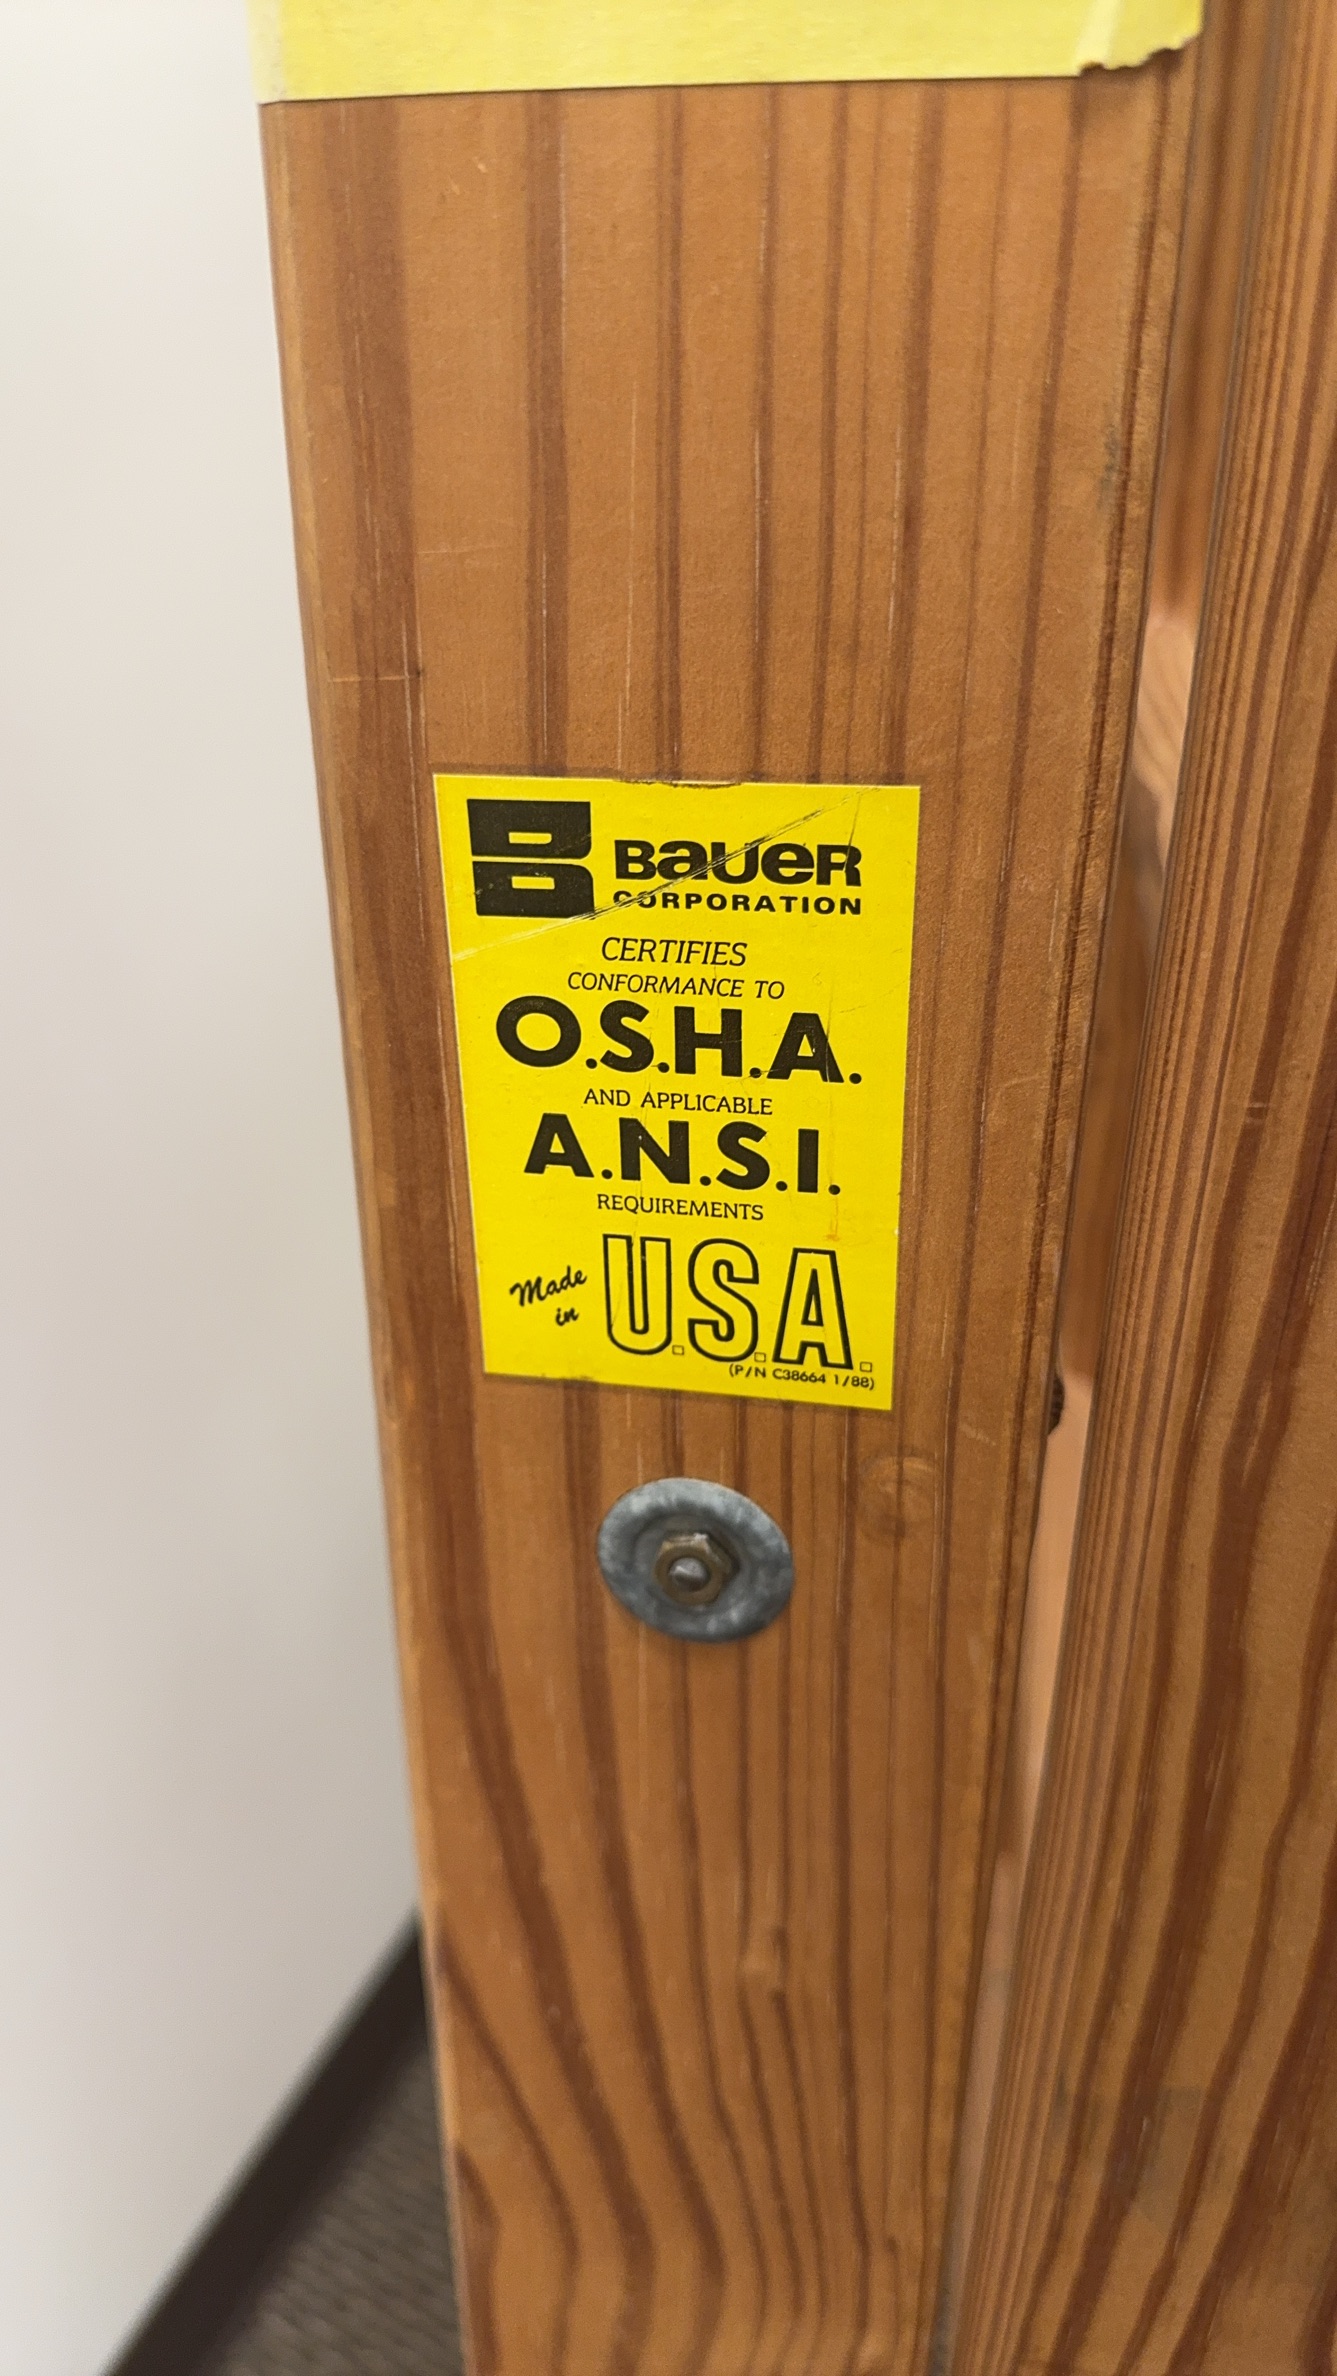 BAUER
CORPORATION
CERTIFIES
CONFORMANCE TO
O.S.H.A.
AND APPLICABLE
A.N.S.I.
REQUIREMENTS
Made
in
U.S.A.
(P/N C38664 1/88)